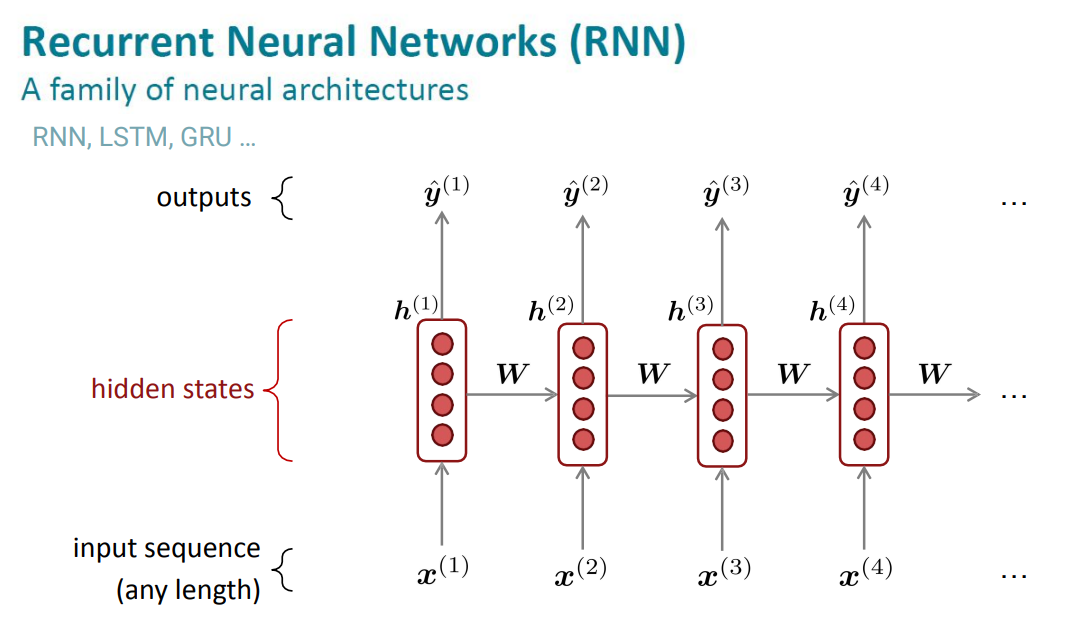 Recurrent Neural Networks (RNN)
A family of neural architectures
RNN, LSTM, GRU ...
outputs
ŷ⁽¹⁾ ŷ⁽²⁾ ŷ⁽³⁾ ŷ⁽⁴⁾ ...
h⁽¹⁾ h⁽²⁾ h⁽³⁾ h⁽⁴⁾
hidden states
W W W W ...
input sequence
(any length)
x⁽¹⁾ x⁽²⁾ x⁽³⁾ x⁽⁴⁾ ...